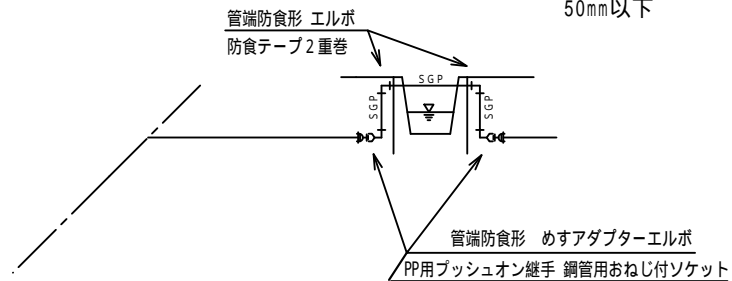 50mm以下
管端防食形 エルボ
防食テープ2重巻
SGP
SGP
SGP
管端防食形 めすアダプターエルボ
PP用プッシュオン継手 鋼管用おねじ付ソケット